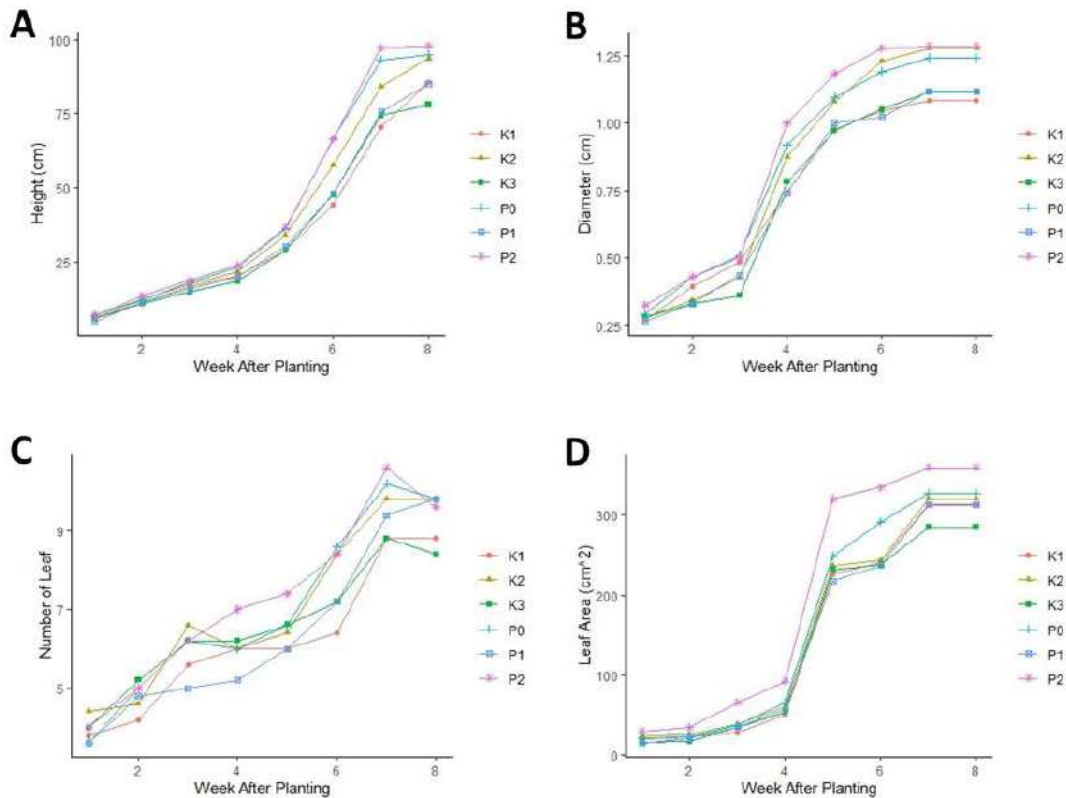 A
Height (cm)
100
75
50
25
2 4 6 8
Week After Planting
K1
K2
K3
P0
P1
P2
B
Diameter (cm)
1.25
1.00
0.75
0.50
0.25
2 4 6 8
Week After Planting
K1
K2
K3
P0
P1
P2
C
Number of Leaf
9
7
5
2 4 6 8
Week After Planting
K1
K2
K3
P0
P1
P2
D
Leaf Area (cm^2)
300
200
100
0
2 4 6 8
Week After Planting
K1
K2
K3
P0
P1
P2